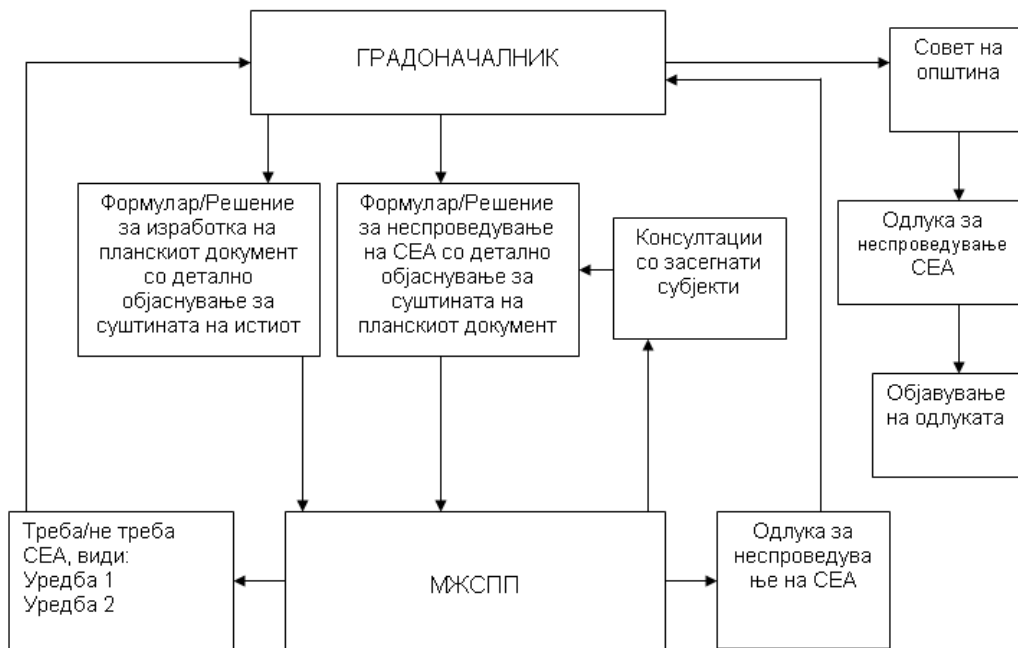 ГРАДОНАЧАЛНИК
Совет на
општина
Формулар/Решение
за изработка на
планскиот документ
со детално
објаснување за
суштината на истиот
Формулар/Решение
за неспроведување
на СЕА со детално
објаснување за
суштината на
планскиот документ
Консултации
со засегнати
субјекти
Одлука за
неспроведување
СЕА
Објавување
на одлуката
Треба/не треба
СЕА, види:
Уредба 1
Уредба 2
МЖСПП
Одлука за
неспроведува
ње на СЕА